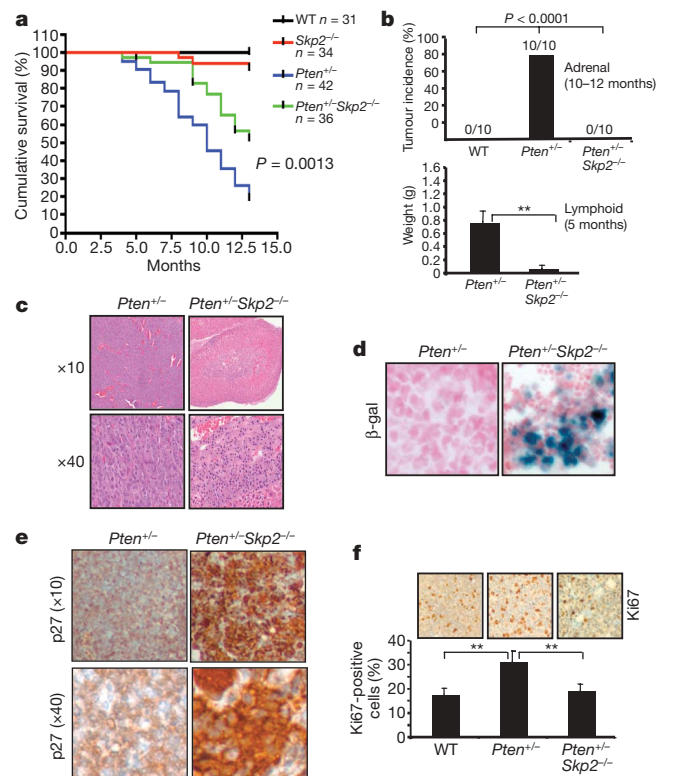 a
WT n = 31
Skp2–/–
n = 34
Pten+/–
n = 42
Pten+/–Skp2–/–
n = 36
P = 0.0013
Cumulative survival (%)
110
100
90
80
70
60
50
40
30
20
10
0
0.0 2.5 5.0 7.5 10.0 12.5 15.0
Months
b
P < 0.0001
Tumour incidence (%)
100
80
60
40
20
0
0/10
10/10
0/10
Adrenal
(10–12 months)
WT
Pten+/–
Pten+/–
Skp2–/–
Weight (g)
1.6
1.4
1.2
1.0
0.8
0.6
0.4
0.2
0
**
Lymphoid
(5 months)
Pten+/–
Pten+/–
Skp2–/–
c
Pten+/– Pten+/–Skp2–/–
×10
×40
d
Pten+/– Pten+/–Skp2–/–
β-gal
e
Pten+/– Pten+/–Skp2–/–
p27 (×10)
p27 (×40)
f
Ki67
Ki67-positive
cells (%)
40
30
20
10
0
** **
WT
Pten+/–
Pten+/–
Skp2–/–